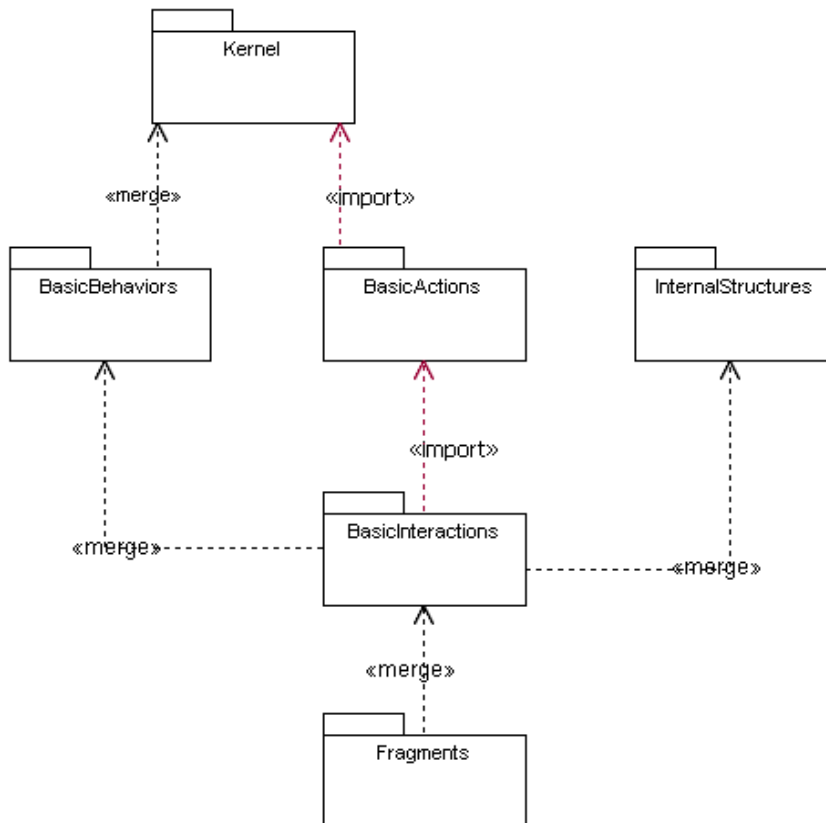 Kernel
«merge»
«import»
BasicBehaviors
BasicActions
InternalStructures
«import»
BasicInteractions
«merge»
«merge»
«merge»
Fragments